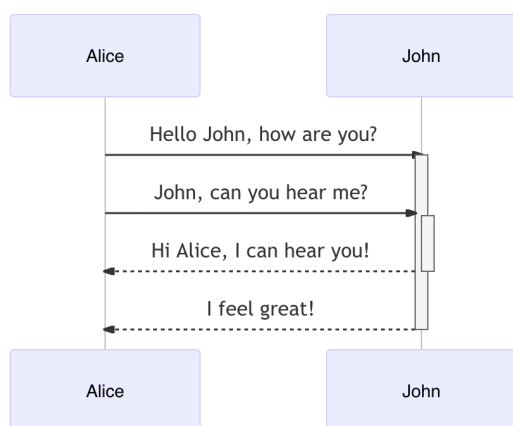 Alice
John
Hello John, how are you?
John, can you hear me?
Hi Alice, I can hear you!
I feel great!
Alice
John